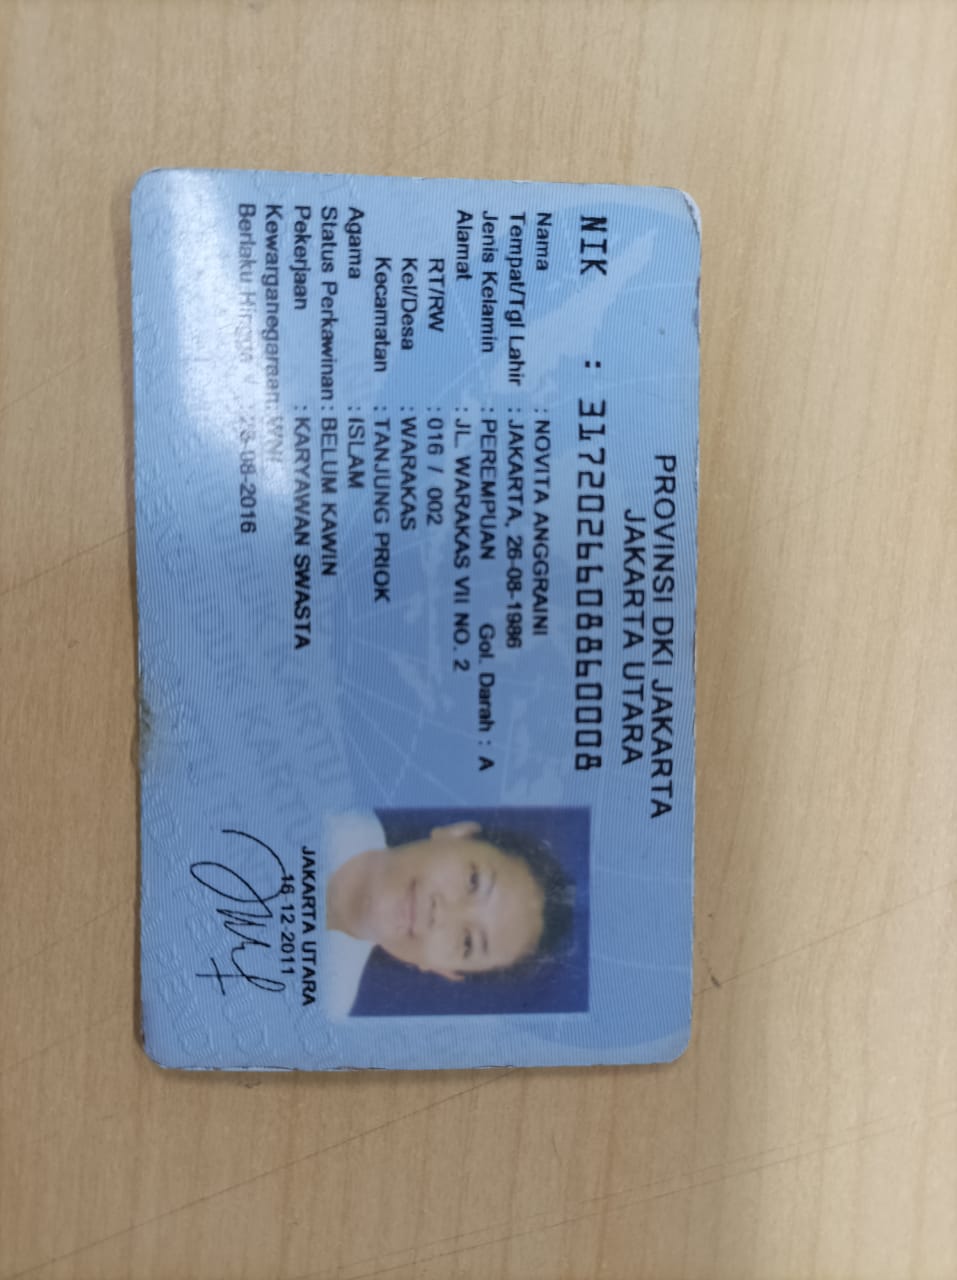 PROVINSI DKI JAKARTA
JAKARTA UTARA
NIK : 3172026608860008
Nama : NOVITA ANGGRAINI
Tempat/Tgl Lahir : JAKARTA, 26-08-1986
Jenis Kelamin : PEREMPUAN Gol. Darah : A
Alamat : JL. WARAKAS VII NO. 2
RT/RW : 016 / 002
Kel/Desa : WARAKAS
Kecamatan : TANJUNG PRIOK
Agama : ISLAM
Status Perkawinan : BELUM KAWIN
Pekerjaan : KARYAWAN SWASTA
Kewarganegaraan: WNI
Berlaku Hingga : -08-2016
JAKARTA UTARA
16-12-2011